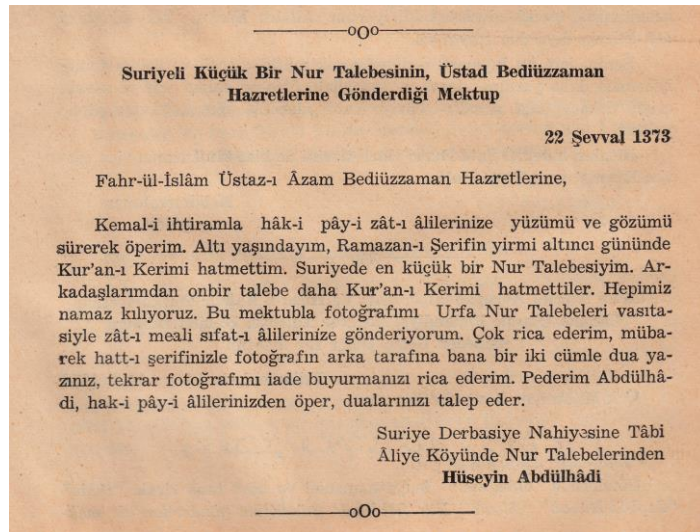 oOo
Suriyeli Küçük Bir Nur Talebesinin, Üstad Bediüzzaman
Hazretlerine Gönderdiği Mektup
22 Şevval 1373
Fahr-ül-İslâm Üstaz-ı Âzam Bediüzzaman Hazretlerine,
Kemal-i ihtiramla hâk-i pây-i zât-ı âlilerinize yüzümü ve gözümü
sürerek öperim. Altı yaşındayım, Ramazan-ı Şerifin yirmi altıncı gününde
Kur'an-ı Kerimi hatmettim. Suriyede en küçük bir Nur Talebesiyim. Ar-
kadaşlarımdan onbir talebe daha Kur'an-ı Kerimi hatmettiler. Hepimiz
namaz kılıyoruz. Bu mektubla fotoğrafımı Urfa Nur Talebeleri vasıta-
siyle zât-ı meali sıfat-ı âlilerinize gönderiyorum. Çok rica ederim, müba-
rek hatt-ı şerifinizle fotoğrafın arka tarafına bana bir iki cümle dua ya-
zınız, tekrar fotoğrafımı iade buyurmanızı rica ederim. Pederim Abdülhâ-
di, hak-i pây-i âlilerinizden öper, dualarınızı talep eder.
Suriye Derbasiye Nahiyesine Tâbi
Âliye Köyünde Nur Talebelerinden
Hüseyin Abdülhâdi
oOo